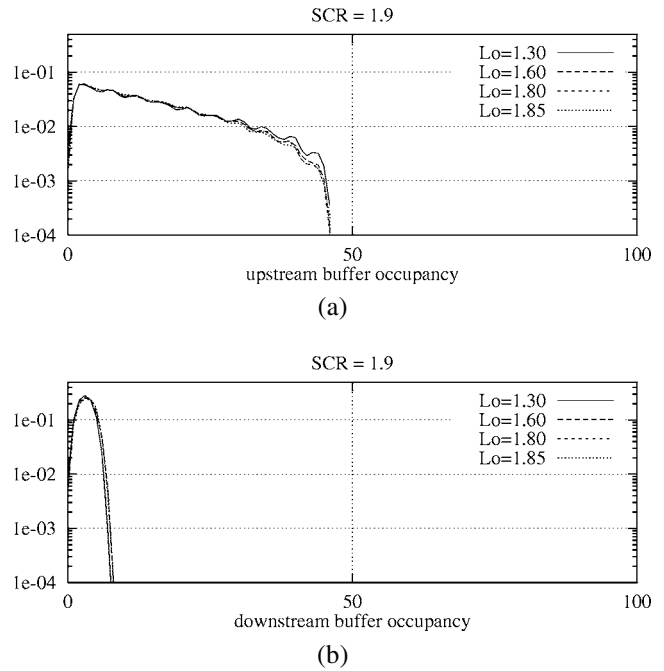 SCR = 1.9
Lo=1.30
Lo=1.60
Lo=1.80
Lo=1.85
1e-01
1e-02
1e-03
1e-04
0
50
100
upstream buffer occupancy
(a)
SCR = 1.9
Lo=1.30
Lo=1.60
Lo=1.80
Lo=1.85
1e-01
1e-02
1e-03
1e-04
0
50
100
downstream buffer occupancy
(b)